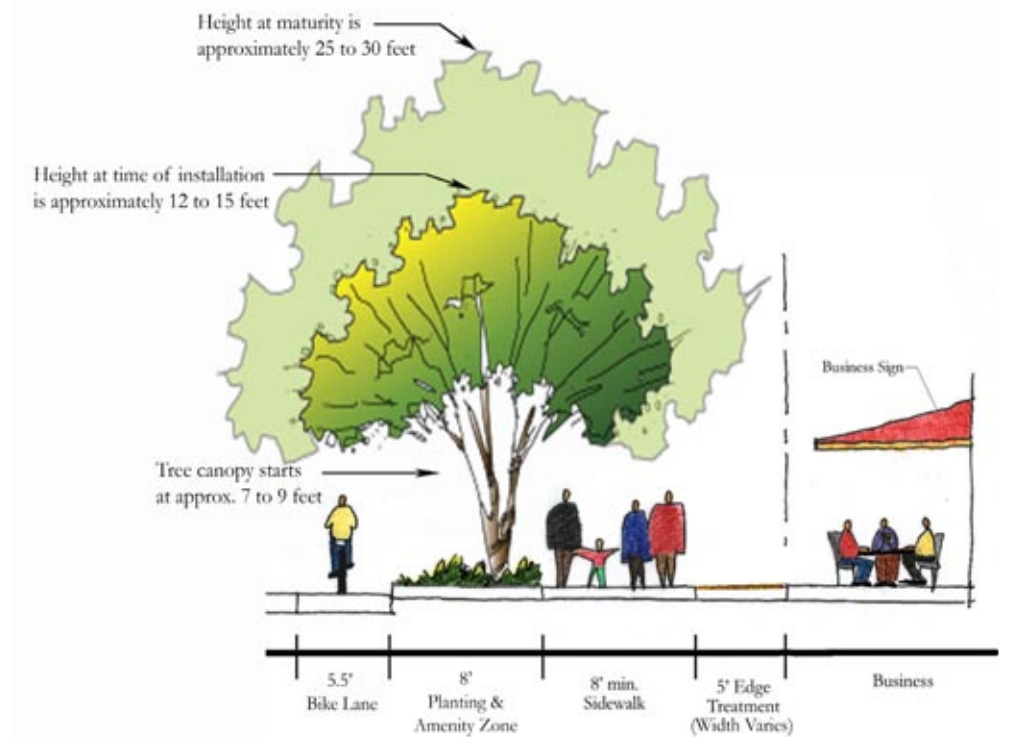 Height at maturity is
approximately 25 to 30 feet
Height at time of installation
is approximately 12 to 15 feet
Business Sign
Tree canopy starts
at approx. 7 to 9 feet
5.5'
Bike Lane
8'
Planting &
Amenity Zone
8' min.
Sidewalk
5' Edge
Treatment
(Width Varies)
Business